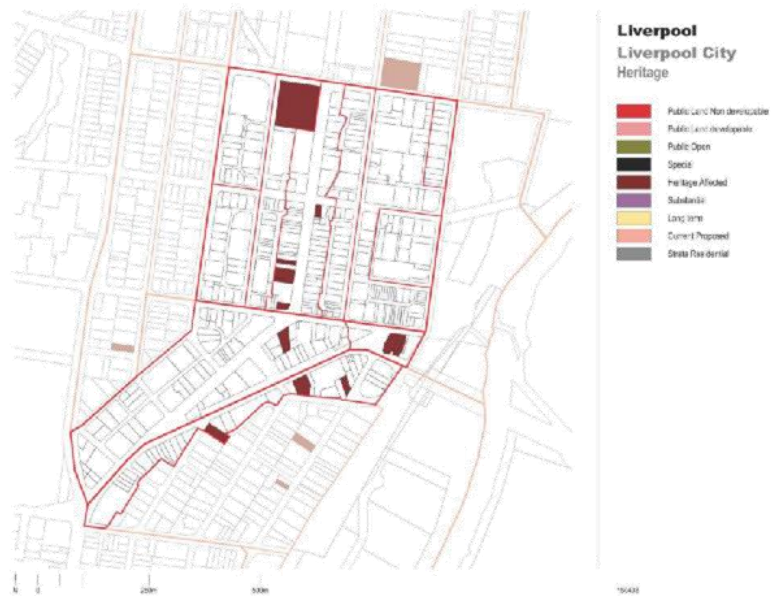 Liverpool
Liverpool City
Heritage
Public Land Non developable
Public Land developable
Public Open
Special
Heritage Affected
Substantial
Long term
Current Proposed
Strata Residential
N 0 250m 500m